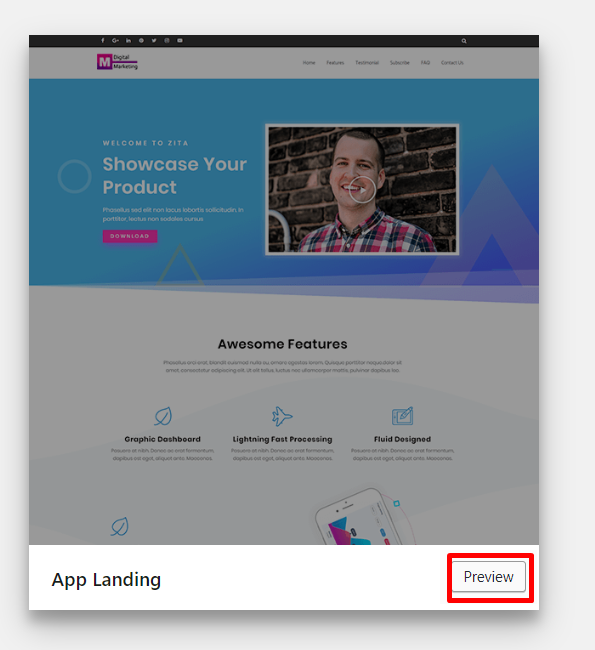 Digital
Marketing
Home Features Testimonial Subscribe FAQ Contact Us
WELCOME TO ZITA
Showcase Your
Product
Phasellus sed elit non lacus lobortis sollicitudin. In
porttitor, lectus non sodales cursus.
DOWNLOAD
Awesome Features
Graphic Dashboard Lightning Fast Processing Fluid Designed
App Landing
Preview